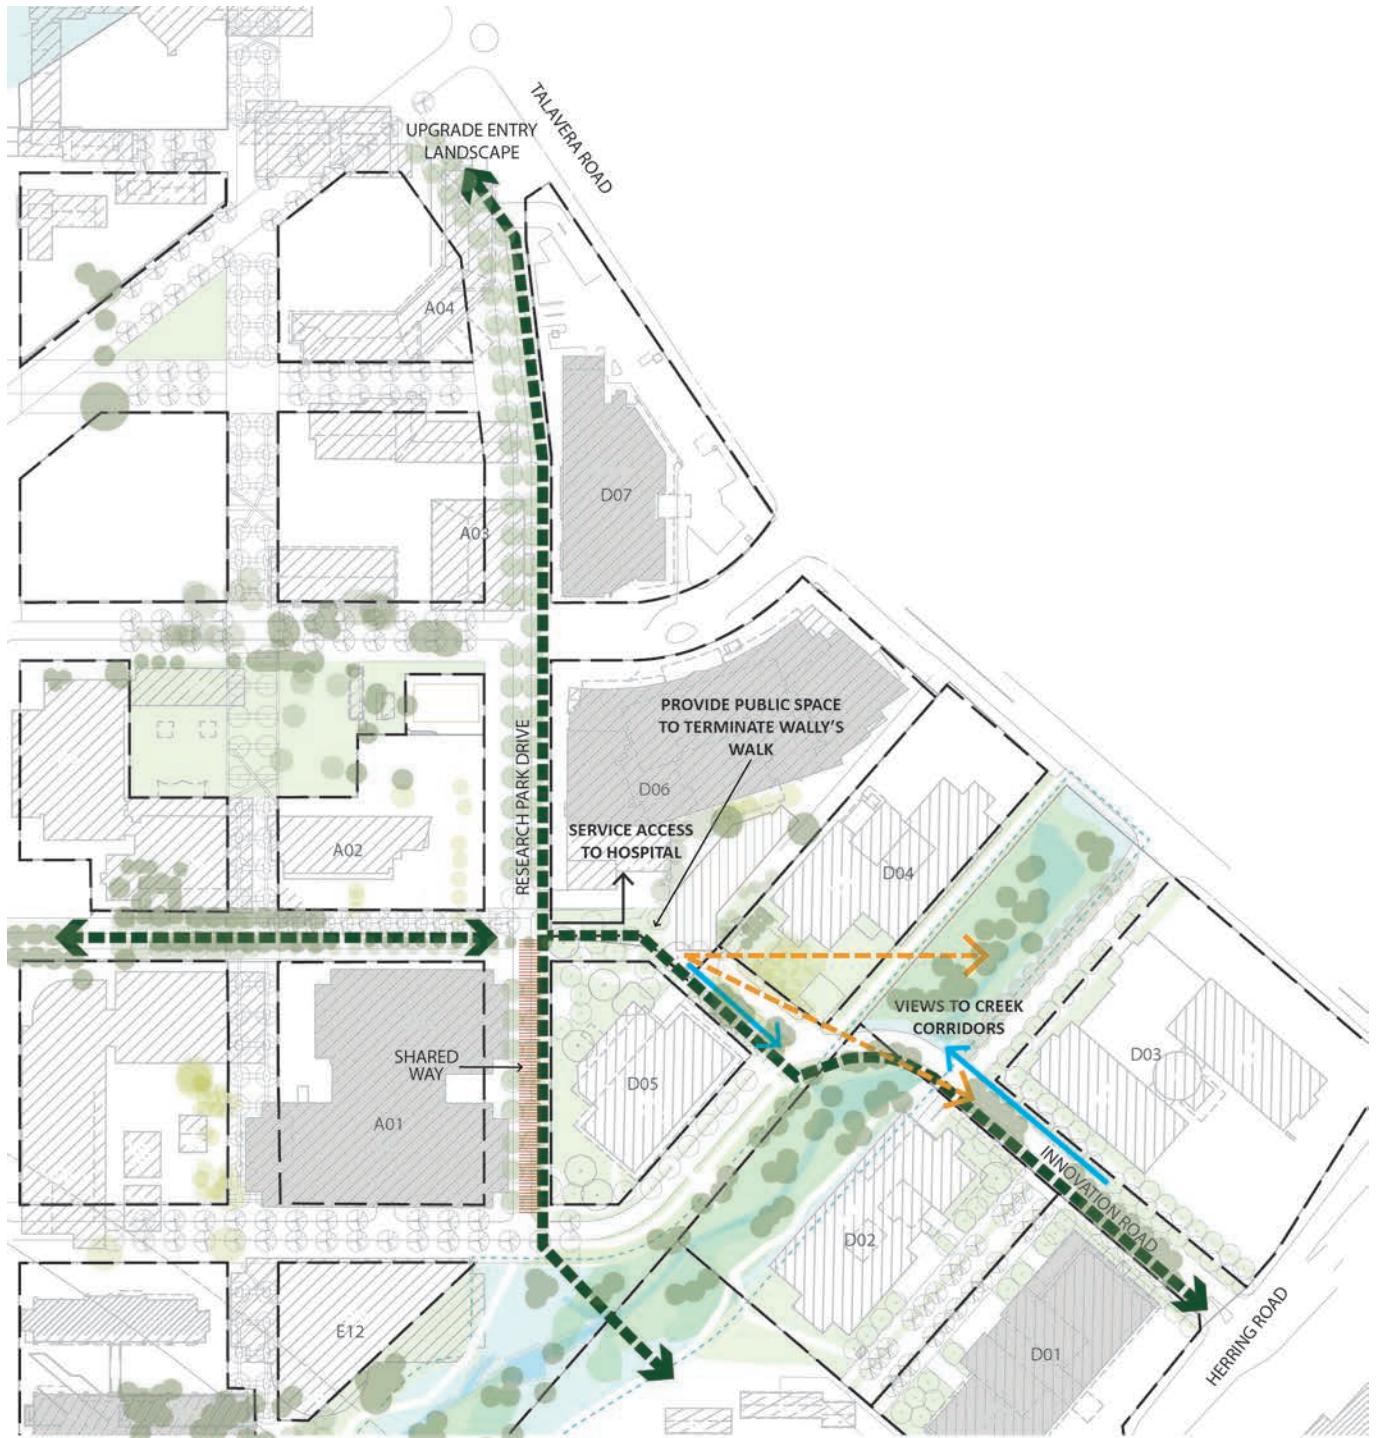 TALAVERA ROAD
UPGRADE ENTRY
LANDSCAPE
A04
D07
A03
PROVIDE PUBLIC SPACE
TO TERMINATE WALLY'S
WALK
RESEARCH PARK DRIVE
D06
SERVICE ACCESS
TO HOSPITAL
A02
D04
VIEWS TO CREEK
CORRIDORS
SHARED
WAY
D05
D03
A01
INNOVATION ROAD
D02
E12
D01
HERRING ROAD